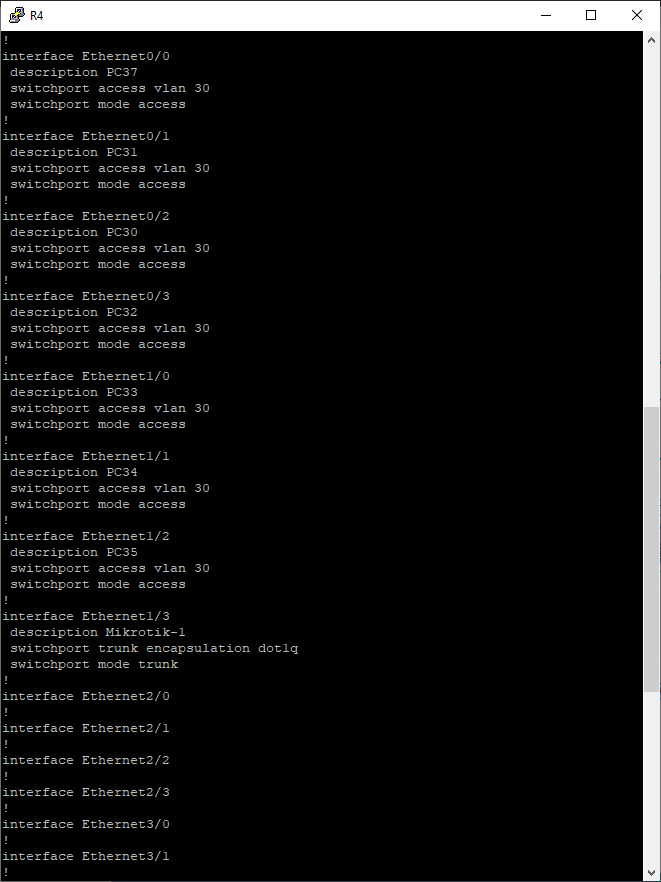 R4
!
interface Ethernet0/0
 description PC37
 switchport access vlan 30
 switchport mode access
!
interface Ethernet0/1
 description PC31
 switchport access vlan 30
 switchport mode access
!
interface Ethernet0/2
 description PC30
 switchport access vlan 30
 switchport mode access
!
interface Ethernet0/3
 description PC32
 switchport access vlan 30
 switchport mode access
!
interface Ethernet1/0
 description PC33
 switchport access vlan 30
 switchport mode access
!
interface Ethernet1/1
 description PC34
 switchport access vlan 30
 switchport mode access
!
interface Ethernet1/2
 description PC35
 switchport access vlan 30
 switchport mode access
!
interface Ethernet1/3
 description Mikrotik-1
 switchport trunk encapsulation dot1q
 switchport mode trunk
!
interface Ethernet2/0
!
interface Ethernet2/1
!
interface Ethernet2/2
!
interface Ethernet2/3
!
interface Ethernet3/0
!
interface Ethernet3/1
!